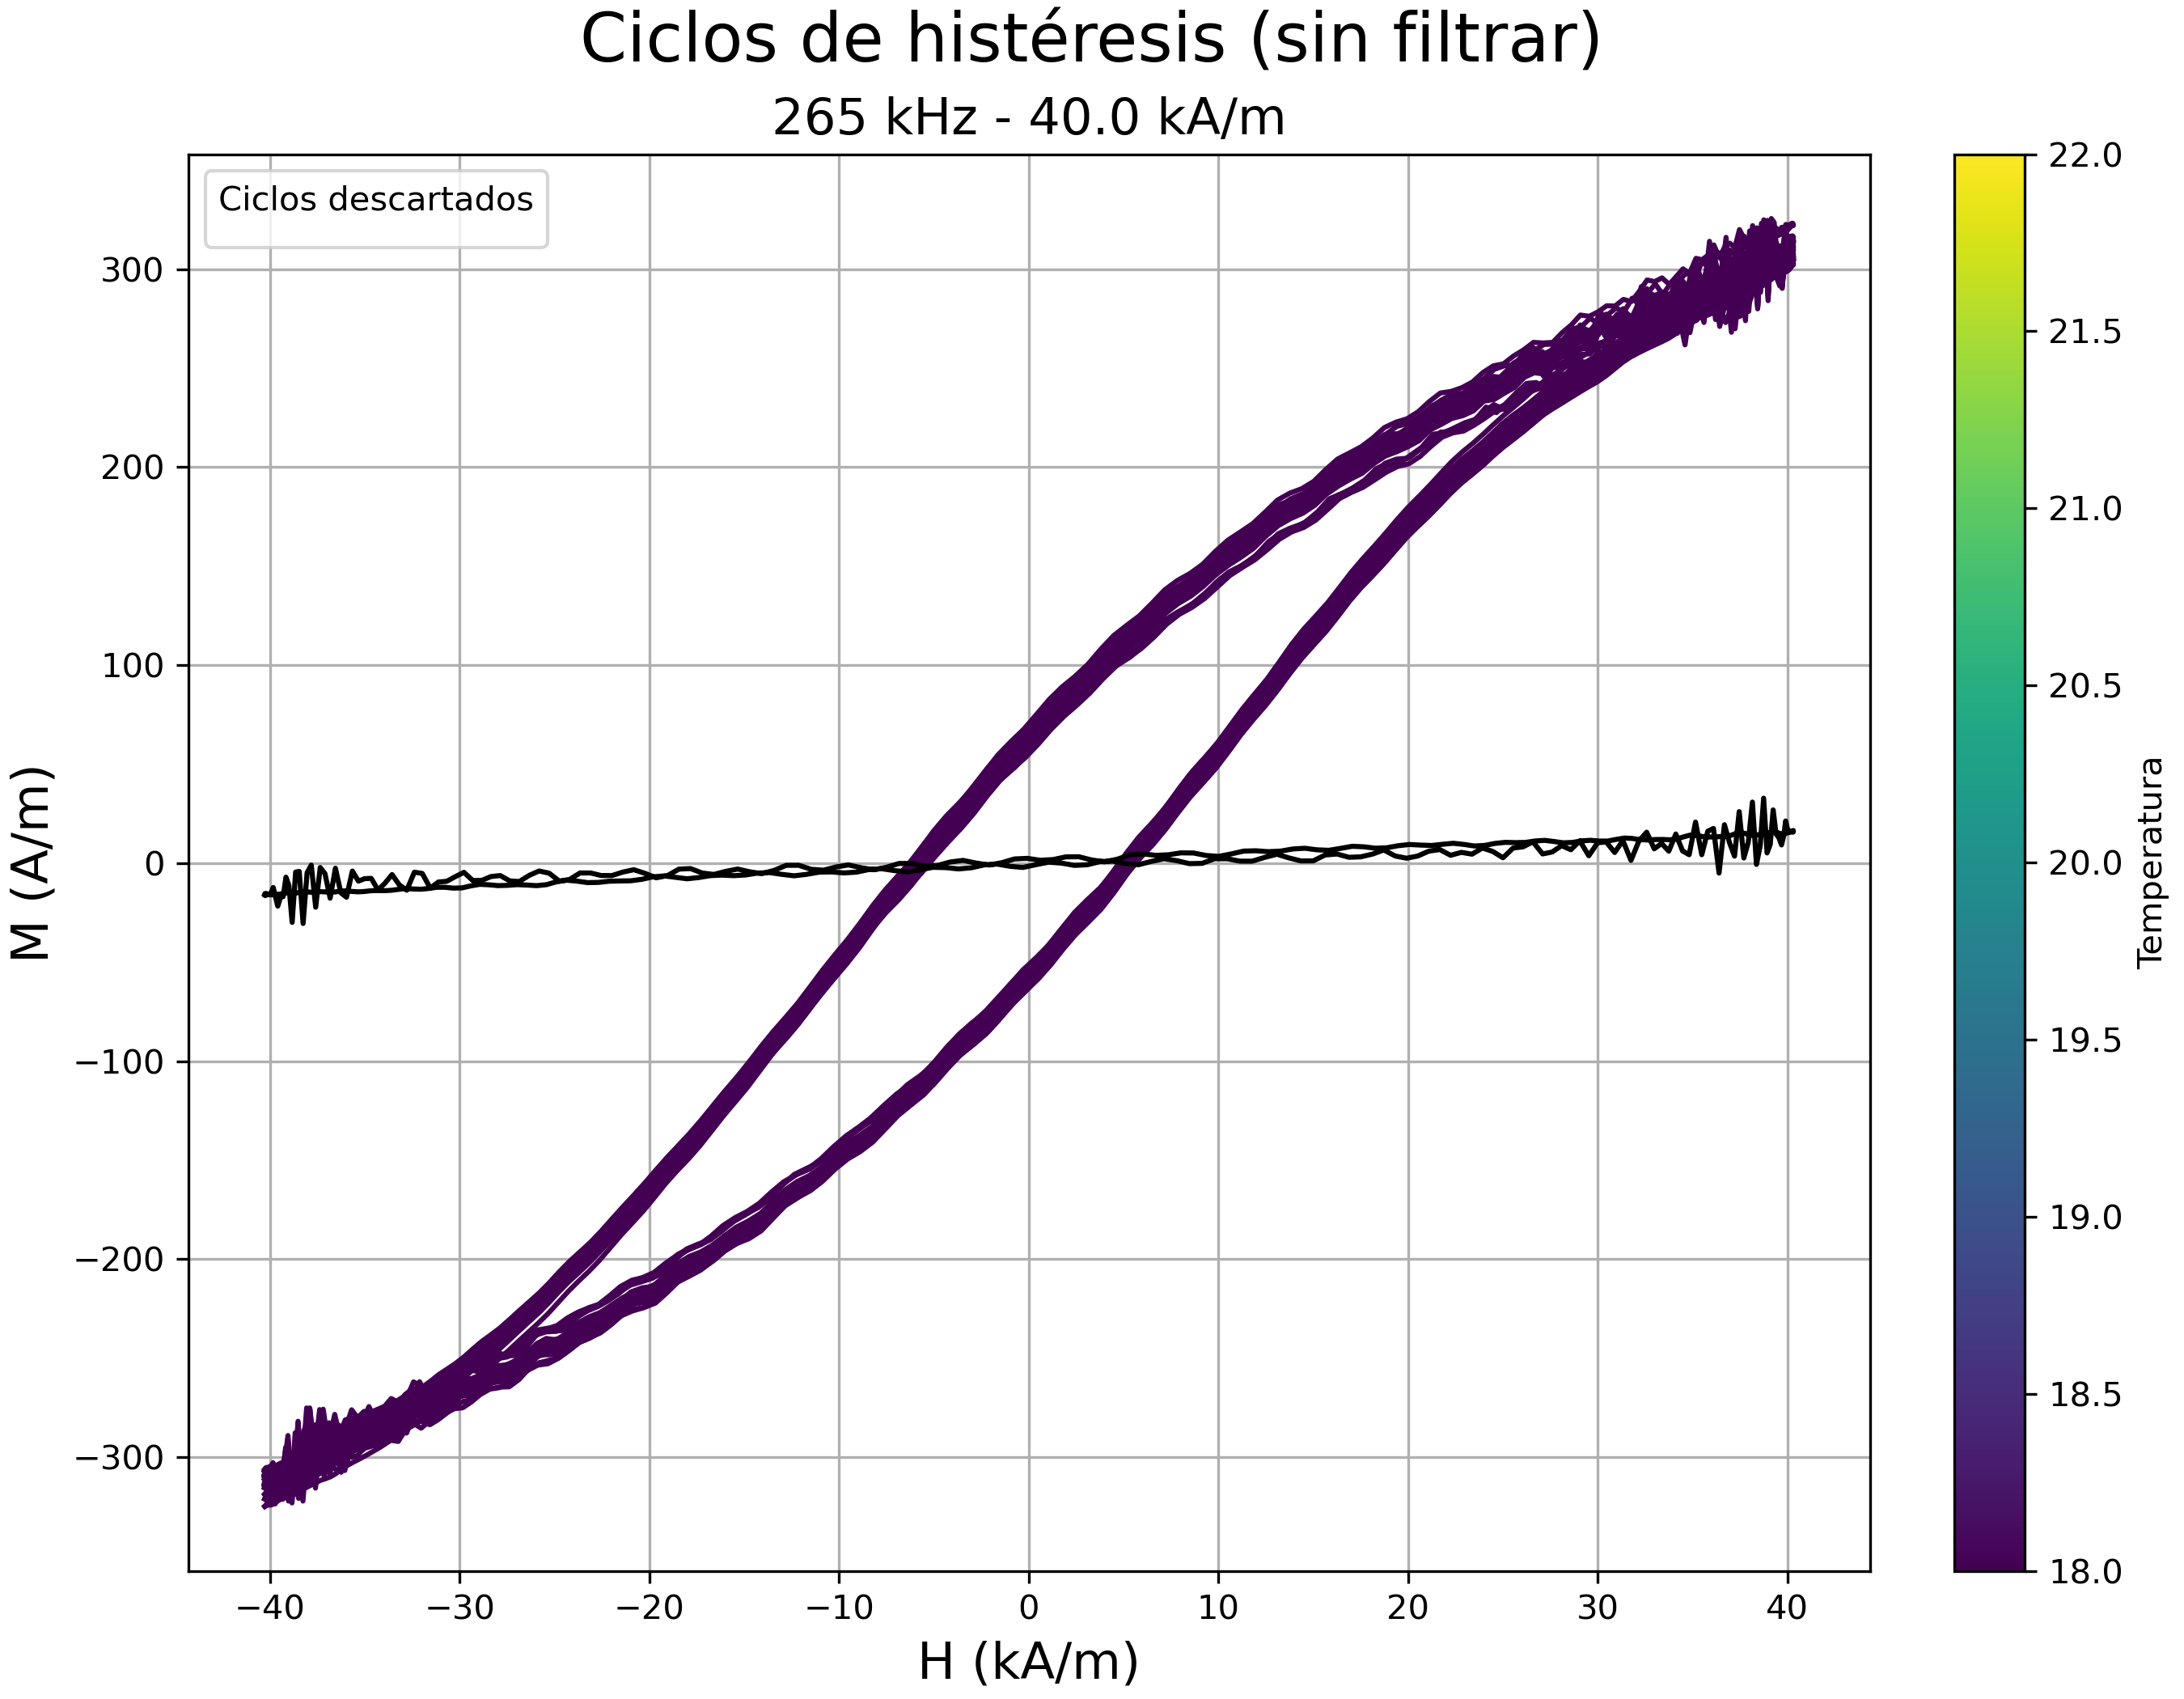 Ciclos de histéresis (sin filtrar)
265 kHz - 40.0 kA/m
Ciclos descartados
M (A/m)
300
200
100
0
−100
−200
−300
−40 −30 −20 −10 0 10 20 30 40
H (kA/m)
22.0
21.5
21.0
20.5
20.0
19.5
19.0
18.5
18.0
Temperatura